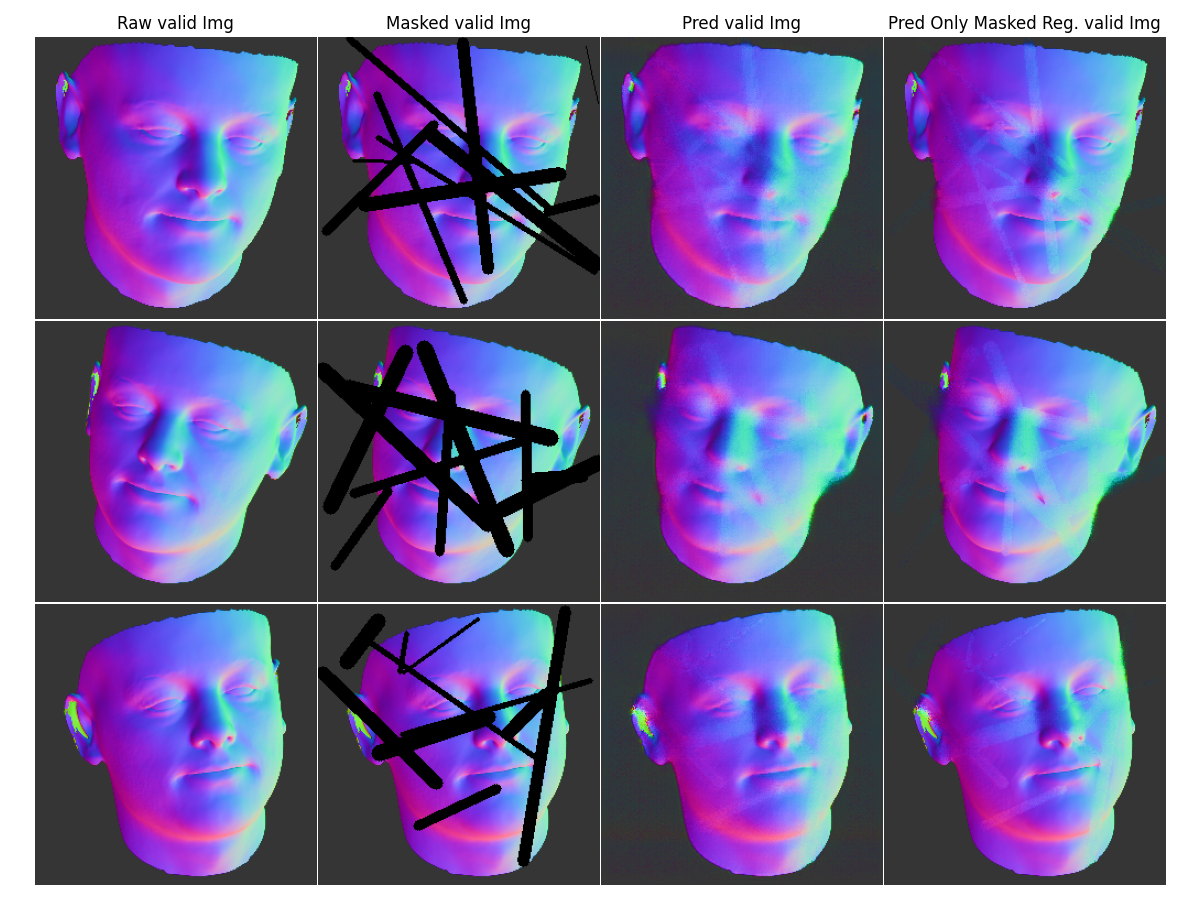 Raw valid Img
Masked valid Img
Pred valid Img
Pred Only Masked Reg. valid Img